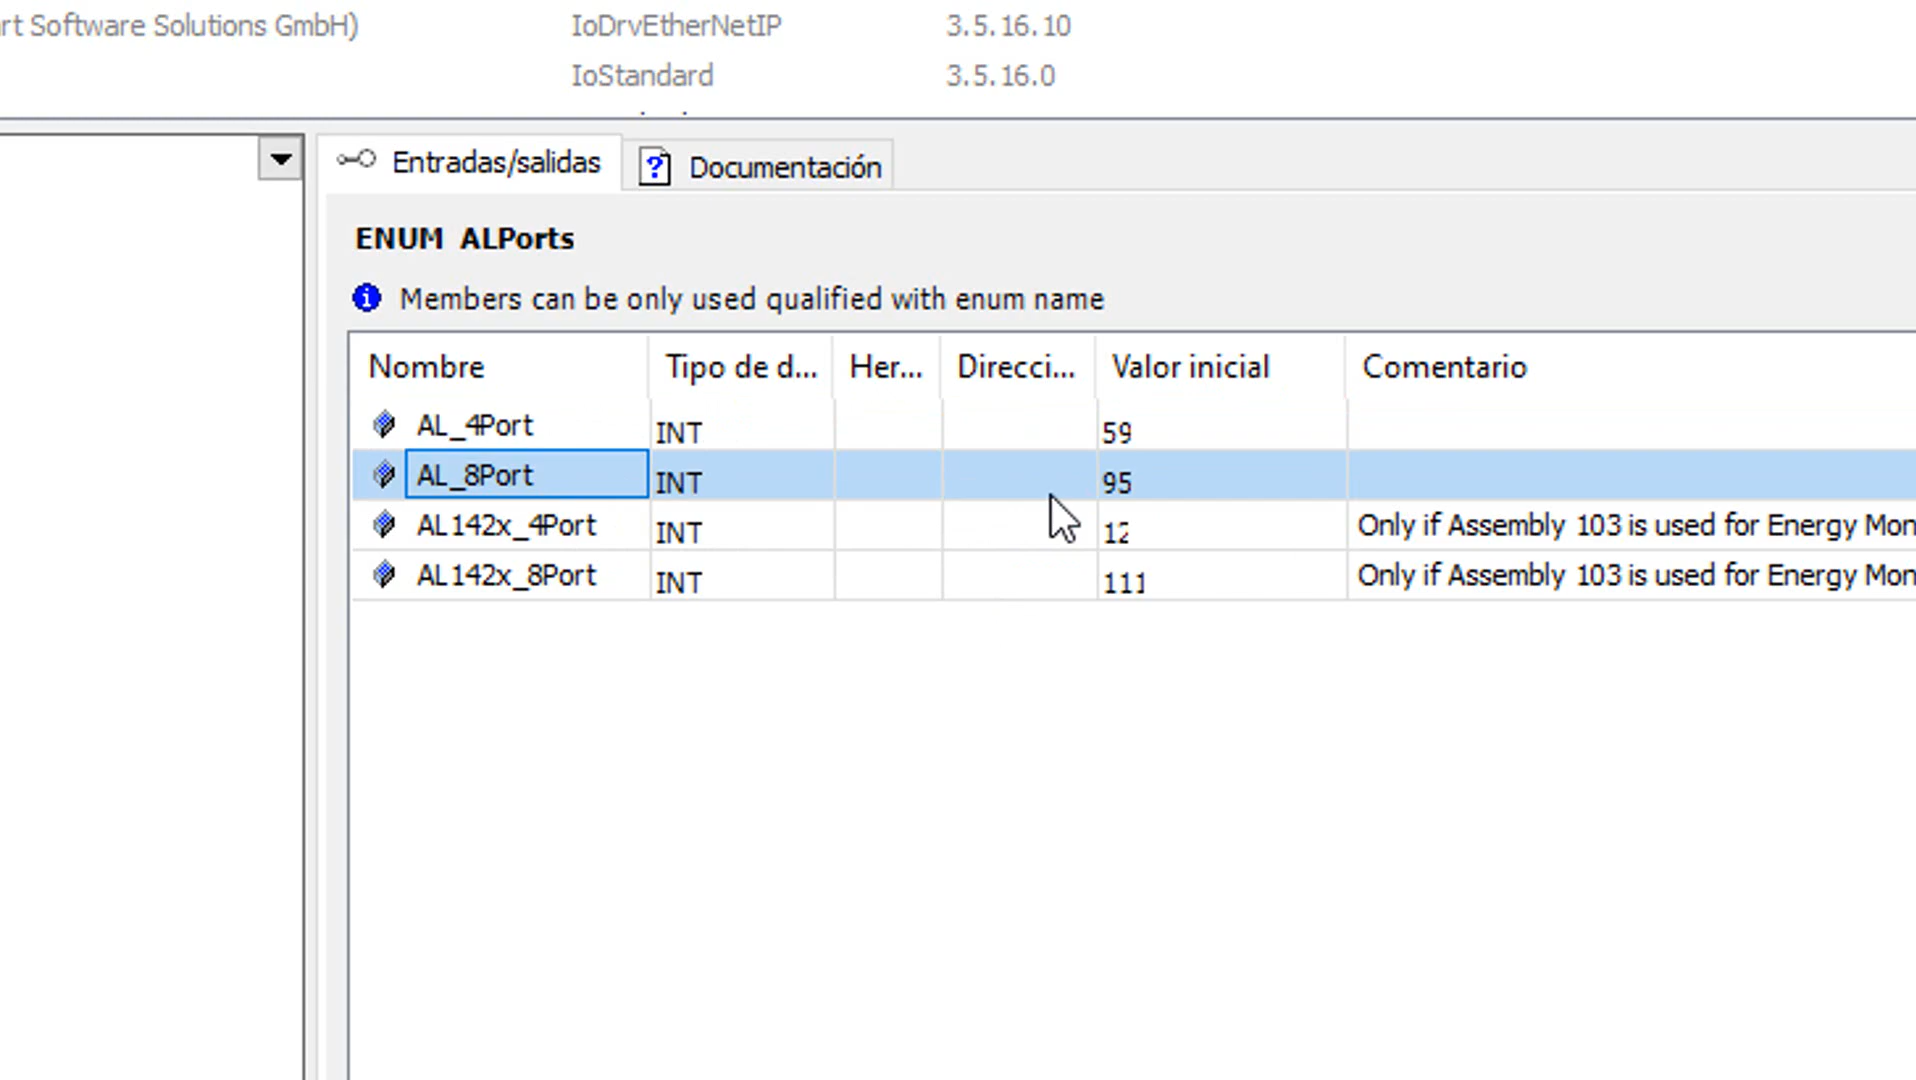 rt Software Solutions GmbH) IoDrvEtherNetIP 3.5.16.10
IoStandard 3.5.16.0
Entradas/salidas Documentación
ENUM ALPorts
Members can be only used qualified with enum name
Nombre Tipo de d... Her... Direcci... Valor inicial Comentario
AL_4Port INT 59
AL_8Port INT 95
AL142x_4Port INT 12 Only if Assembly 103 is used for Energy Mon
AL142x_8Port INT 111 Only if Assembly 103 is used for Energy Mon